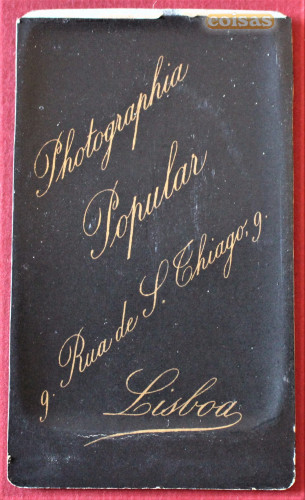 coisas
Photographia
Popular
9. Rua de S. Thiago, 9.
Lisboa